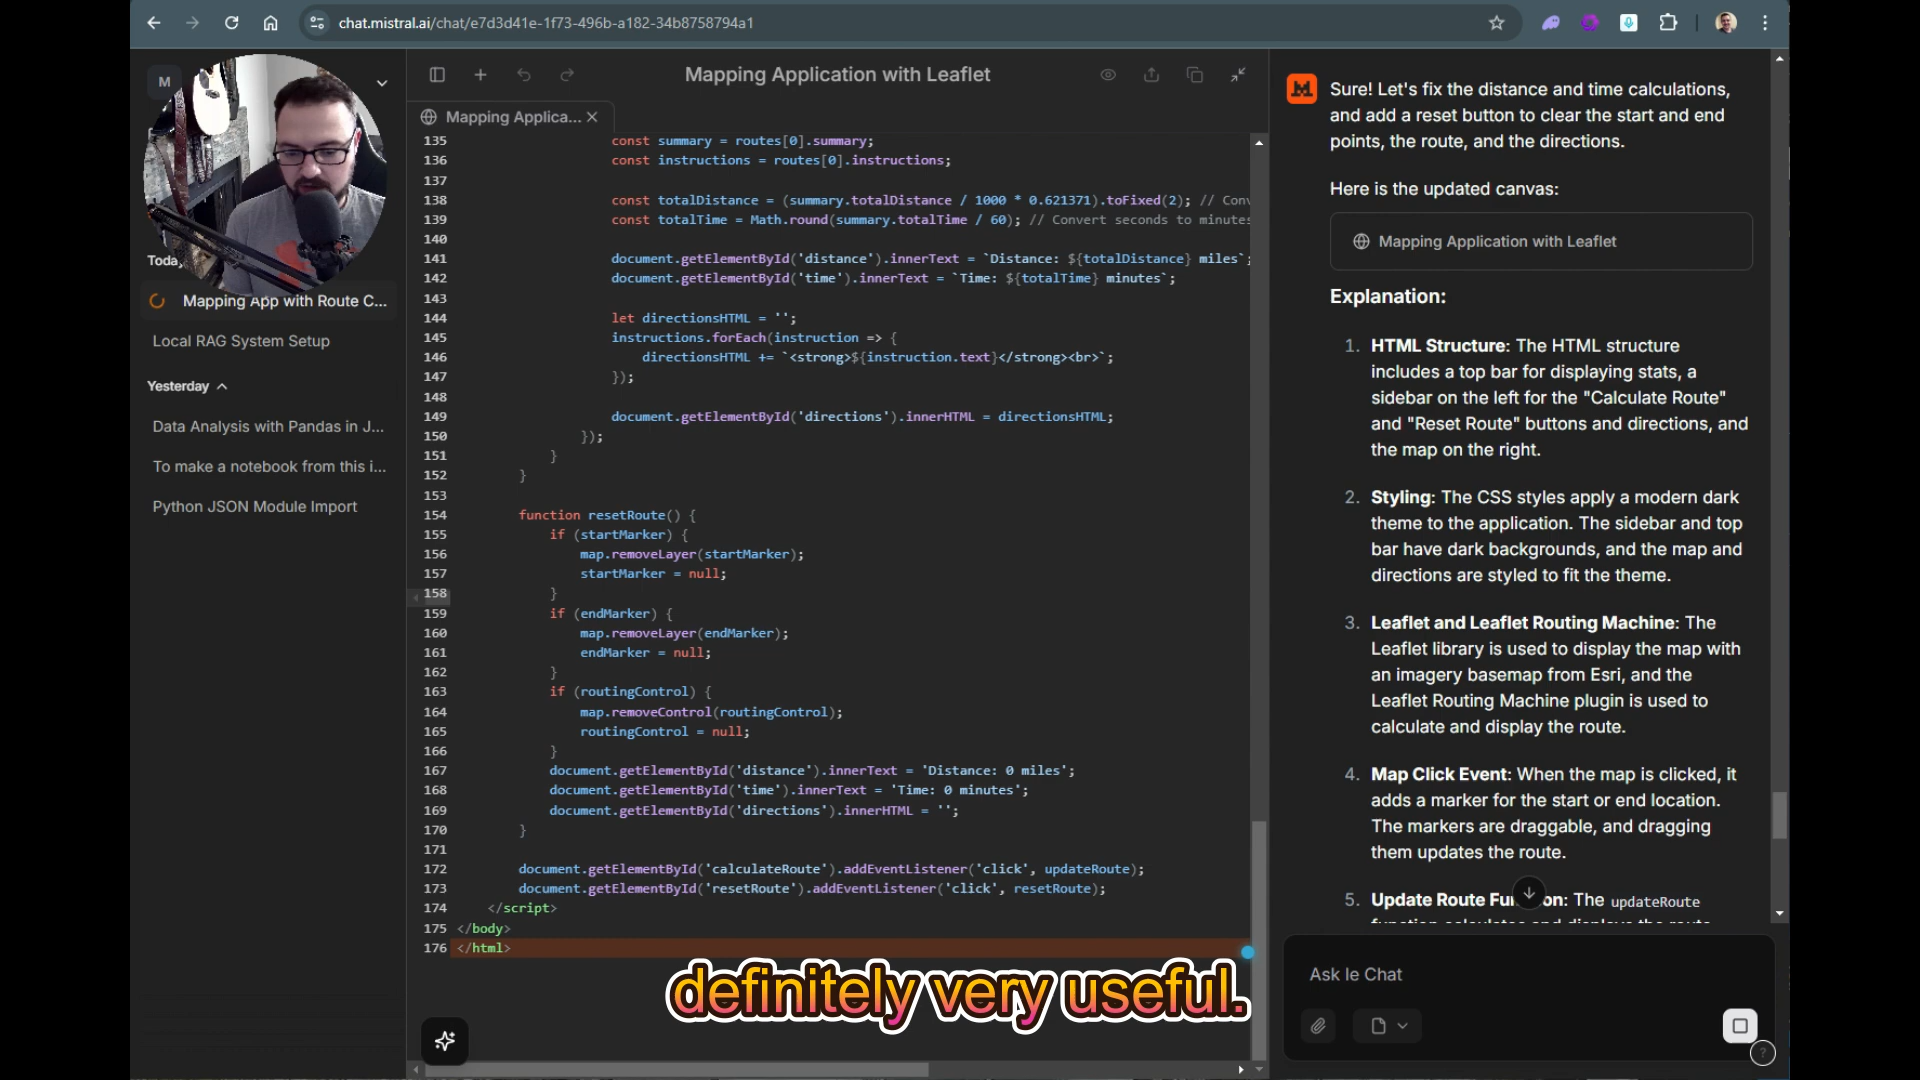 chat.mistral.ai/chat/e7d3d41e-1f73-496b-a182-34b8758794a1
M
Today
Mapping App with Route C...
Local RAG System Setup
Yesterday
Data Analysis with Pandas in J...
To make a notebook from this i...
Python JSON Module Import
Mapping Application with Leaflet
Mapping Applica...
135 const summary = routes[0].summary;
136 const instructions = routes[0].instructions;
137
138 const totalDistance = (summary.totalDistance / 1000 * 0.621371).toFixed(2); // Conv
139 const totalTime = Math.round(summary.totalTime / 60); // Convert seconds to minutes
140
141 document.getElementById('distance').innerText = `Distance: ${totalDistance} miles`;
142 document.getElementById('time').innerText = `Time: ${totalTime} minutes`;
143
144 let directionsHTML = '';
145 instructions.forEach(instruction => {
146 directionsHTML += `<strong>${instruction.text}</strong><br>`;
147 });
148
149 document.getElementById('directions').innerHTML = directionsHTML;
150 });
151 }
152 }
153
154 function resetRoute() {
155 if (startMarker) {
156 map.removeLayer(startMarker);
157 startMarker = null;
158 }
159 if (endMarker) {
160 map.removeLayer(endMarker);
161 endMarker = null;
162 }
163 if (routingControl) {
164 map.removeControl(routingControl);
165 routingControl = null;
166 }
167 document.getElementById('distance').innerText = 'Distance: 0 miles';
168 document.getElementById('time').innerText = 'Time: 0 minutes';
169 document.getElementById('directions').innerHTML = '';
170 }
171
172 document.getElementById('calculateRoute').addEventListener('click', updateRoute);
173 document.getElementById('resetRoute').addEventListener('click', resetRoute);
174 </script>
175 </body>
176 </html>
definitely very useful.
Sure! Let's fix the distance and time calculations,
and add a reset button to clear the start and end
points, the route, and the directions.
Here is the updated canvas:
Mapping Application with Leaflet
Explanation:
1. HTML Structure: The HTML structure
includes a top bar for displaying stats, a
sidebar on the left for the "Calculate Route"
and "Reset Route" buttons and directions, and
the map on the right.
2. Styling: The CSS styles apply a modern dark
theme to the application. The sidebar and top
bar have dark backgrounds, and the map and
directions are styled to fit the theme.
3. Leaflet and Leaflet Routing Machine: The
Leaflet library is used to display the map with
an imagery basemap from Esri, and the
Leaflet Routing Machine plugin is used to
calculate and display the route.
4. Map Click Event: When the map is clicked, it
adds a marker for the start or end location.
The markers are draggable, and dragging
them updates the route.
5. Update Route Function: The updateRoute
Ask le Chat
?